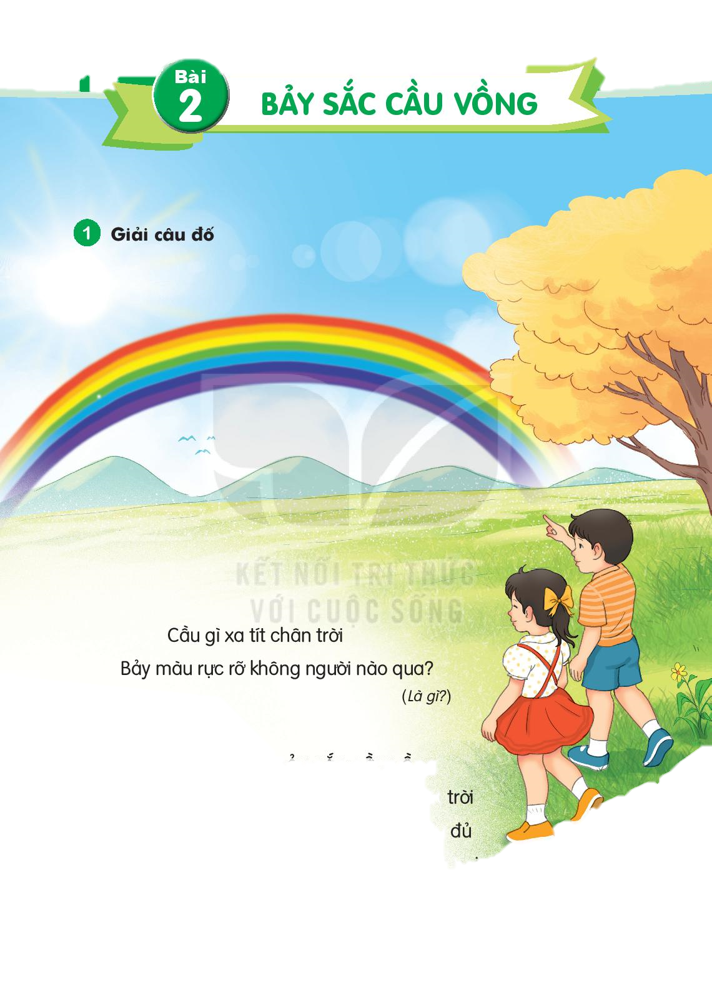 Bài
2
BẢY SẮC CẦU VỒNG
1 Giải câu đố
KẾT NỐI TRI THỨC
VỚI CUỘC SỐNG
Cầu gì xa tít chân trời
Bảy màu rực rỡ không người nào qua?
(Là gì?)
trời
đủ